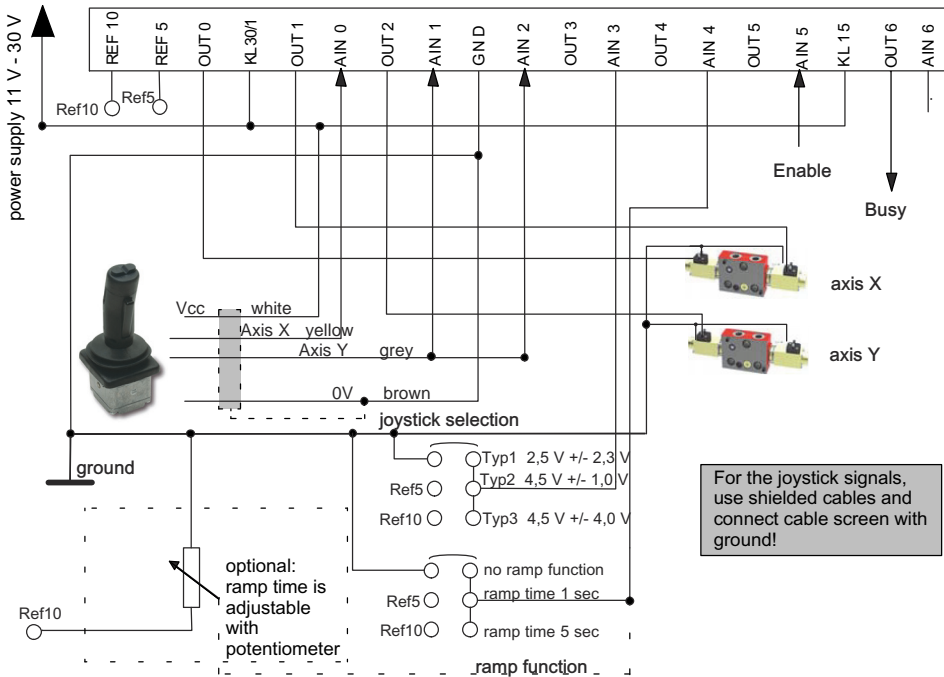 power supply 11 V - 30 V
REF 10
REF 5
OUT 0
KL30/1
OUT 1
AIN 0
OUT 2
AIN 1
GND
AIN 2
OUT 3
AIN 3
OUT 4
AIN 4
OUT 5
AIN 5
KL 15
OUT 6
AIN 6
Ref10
Ref5
Enable
Busy
axis X
Vcc white
Axis X yellow
Axis Y grey
axis Y
0V brown
joystick selection
ground
Typ1 2,5 V +/- 2,3 V
Ref5
Typ2 4,5 V +/- 1,0 V
Ref10
Typ3 4,5 V +/- 4,0 V
For the joystick signals,
use shielded cables and
connect cable screen with
ground!
optional:
ramp time is
adjustable
with
potentiometer
Ref10
no ramp function
Ref5
ramp time 1 sec
Ref10
ramp time 5 sec
ramp function